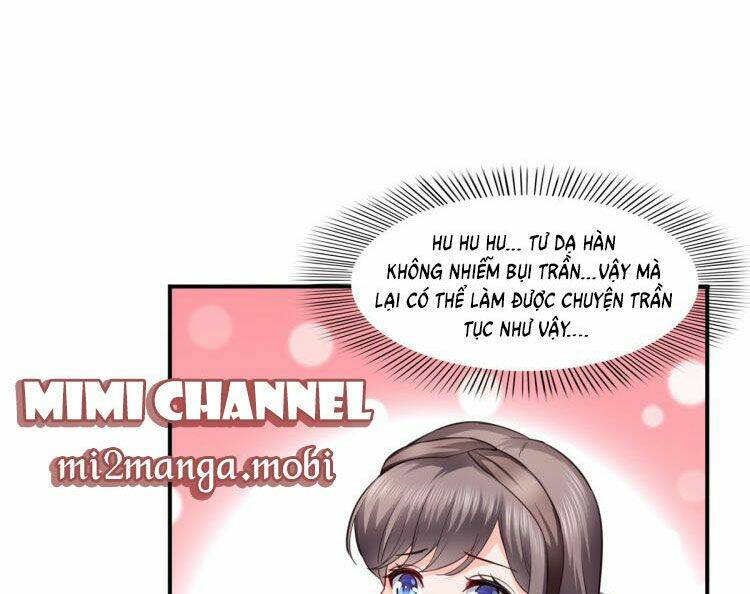 HU HU HU... TƯ DẠ HÀN
KHÔNG NHIỄM BỤI TRẦN...VẬY MÀ
LẠI CÓ THỂ LÀM ĐƯỢC CHUYỆN TRẦN
TỤC NHƯ VẬY....
MIMI CHANNEL
mi2manga.mobi